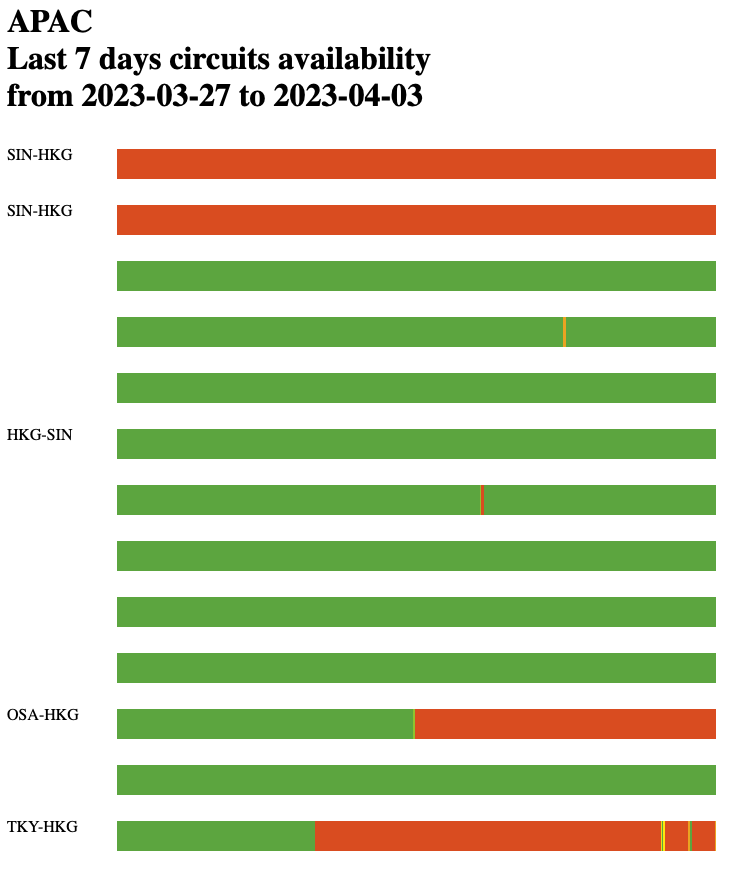 APAC
Last 7 days circuits availability
from 2023-03-27 to 2023-04-03
SIN-HKG
SIN-HKG
HKG-SIN
OSA-HKG
TKY-HKG